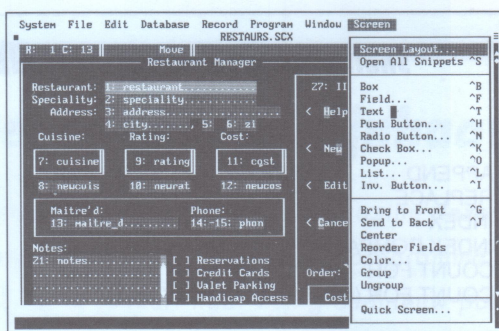 System File Edit Database Record Program Window Screen
RESTAURS.SCX
R: 1 C: 13 Move
Restaurant Manager
Restaurant: 1: restaurant
Speciality: 2: speciality
Address: 3: address
4: city......., 5: 6: zi
Cuisine: Rating: Cost:
7: cuisine 9: rating 11: cost
8: newcuis 10: newrat 12: newcos
Maitre'd: Phone:
13: maitre_d......... 14:-15: phon
Notes:
21: notes
[ ] Reservations
[ ] Credit Cards
[ ] Valet Parking
[ ] Handicap Access
27:
< Help
< New
< Edit
< Cance
Order:
Cost
Screen Layout...
Open All Snippets ^S
Box ^B
Field... ^F
Text ^T
Push Button... ^H
Radio Button... ^N
Check Box... ^K
Popup... ^O
List... ^L
Inv. Button... ^I
Bring to Front ^G
Send to Back ^J
Center
Reorder Fields
Color...
Group
Ungroup
Quick Screen...